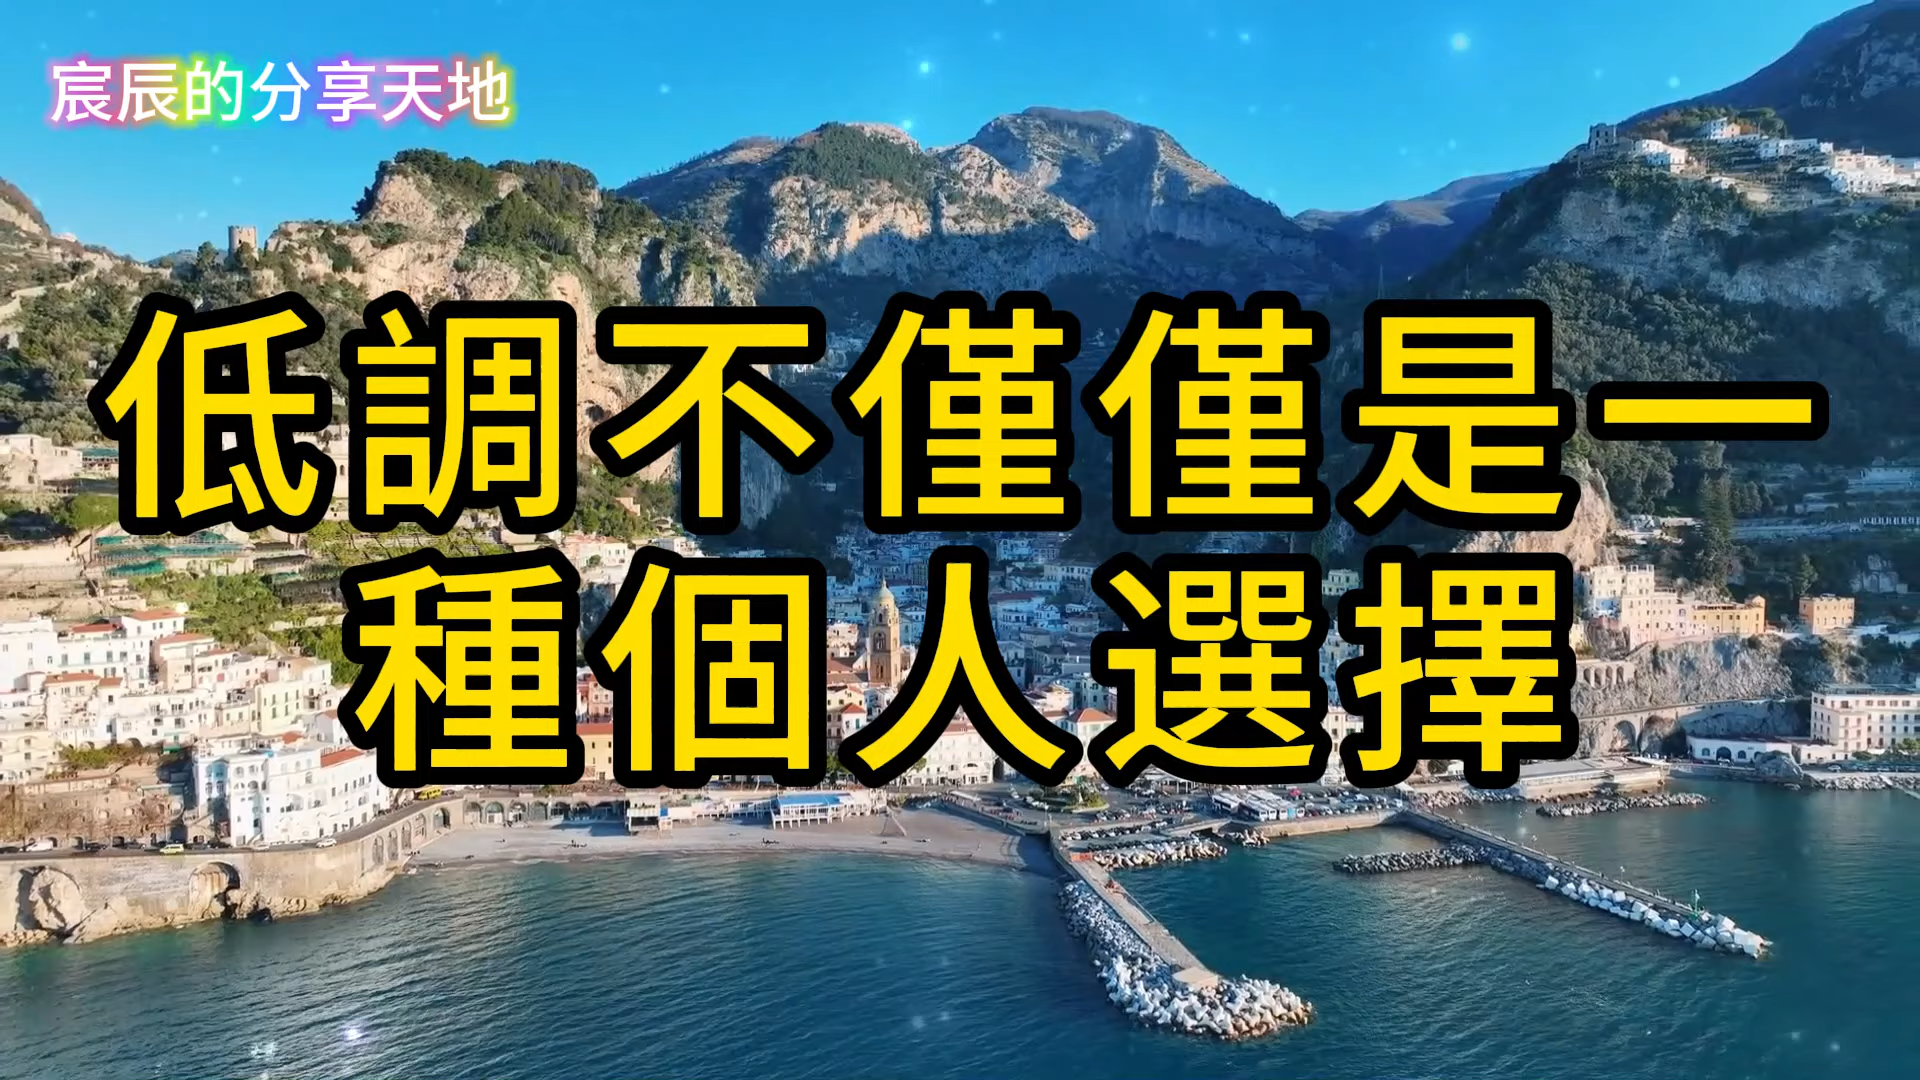 宸辰的分享天地
低調不僅僅是一
種個人選擇